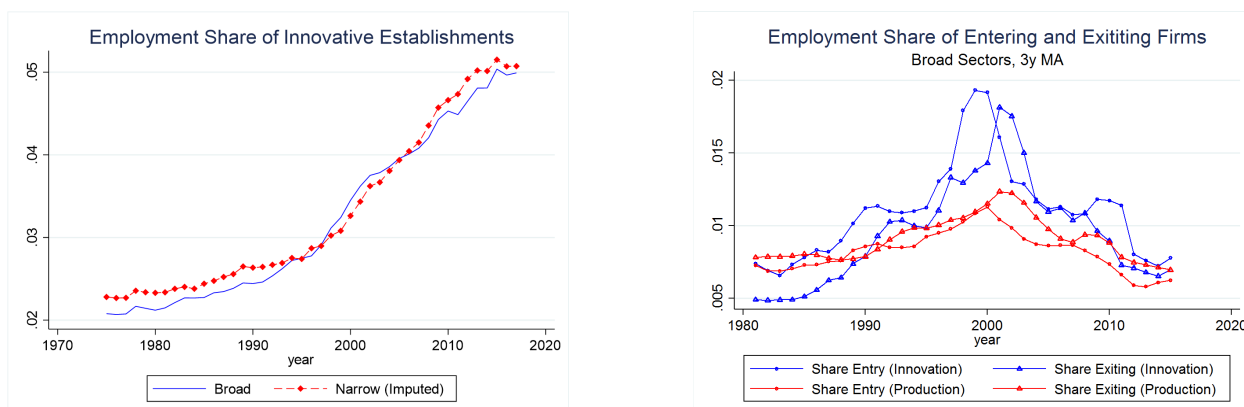 Employment Share of Innovative Establishments
.05
.04
.03
.02
1970 1980 1990 2000 2010 2020
year
Broad Narrow (Imputed)
Employment Share of Entering and Exititing Firms
Broad Sectors, 3y MA
.02
.015
.01
.005
1980 1990 2000 2010 2020
year
Share Entry (Innovation) Share Exiting (Innovation)
Share Entry (Production) Share Exiting (Production)